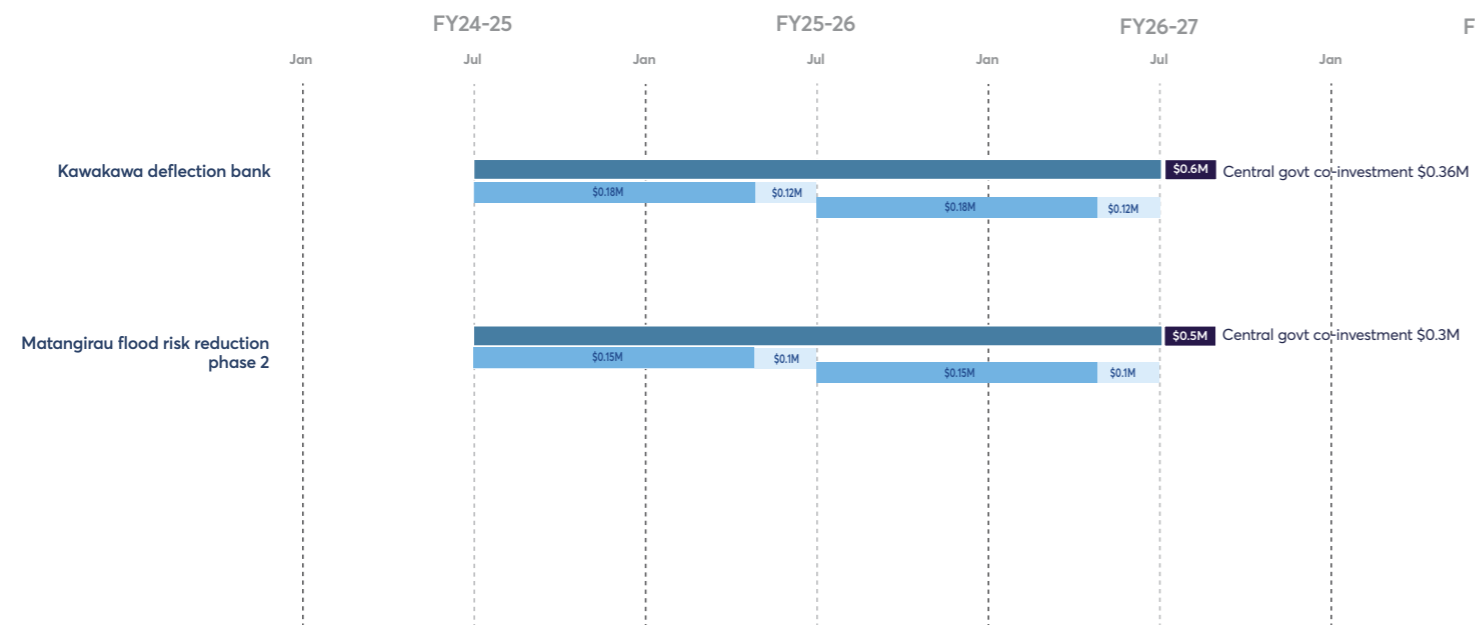 FY24-25
FY25-26
FY26-27
F
Jan
Jul
Jan
Jul
Jan
Jul
Jan
Kawakawa deflection bank
$0.6M
Central govt co-investment $0.36M
$0.18M
$0.12M
$0.18M
$0.12M
Matangirau flood risk reduction
phase 2
$0.5M
Central govt co-investment $0.3M
$0.15M
$0.1M
$0.15M
$0.1M